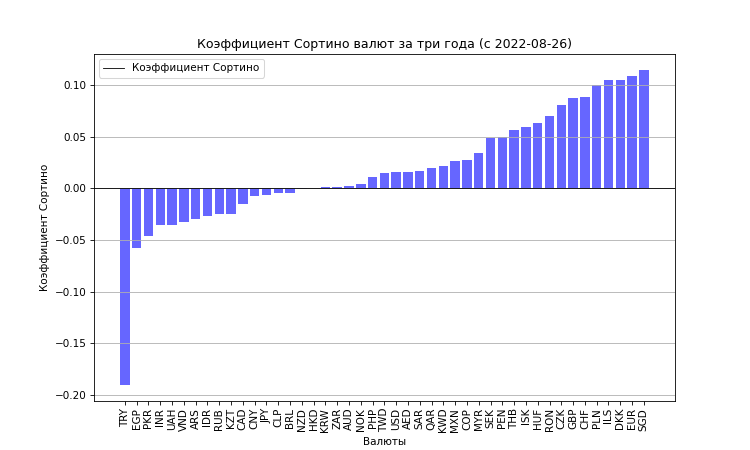 Коэффициент Сортино валют за три года (с 2022-08-26)
Коэффициент Сортино
Коэффициент Сортино
0.10
0.05
0.00
−0.05
−0.10
−0.15
−0.20
TRY EGP PKR INR UAH VND ARS IDR RUB KZT CAD CNY JPY CLP BRL NZD HKD KRW ZAR AUD NOK PHP TWD USD AED SAR QAR KWD MXN COP MYR SEK PEN THB ISK HUF RON CZK GBP CHF PLN ILS DKK EUR SGD
Валюты